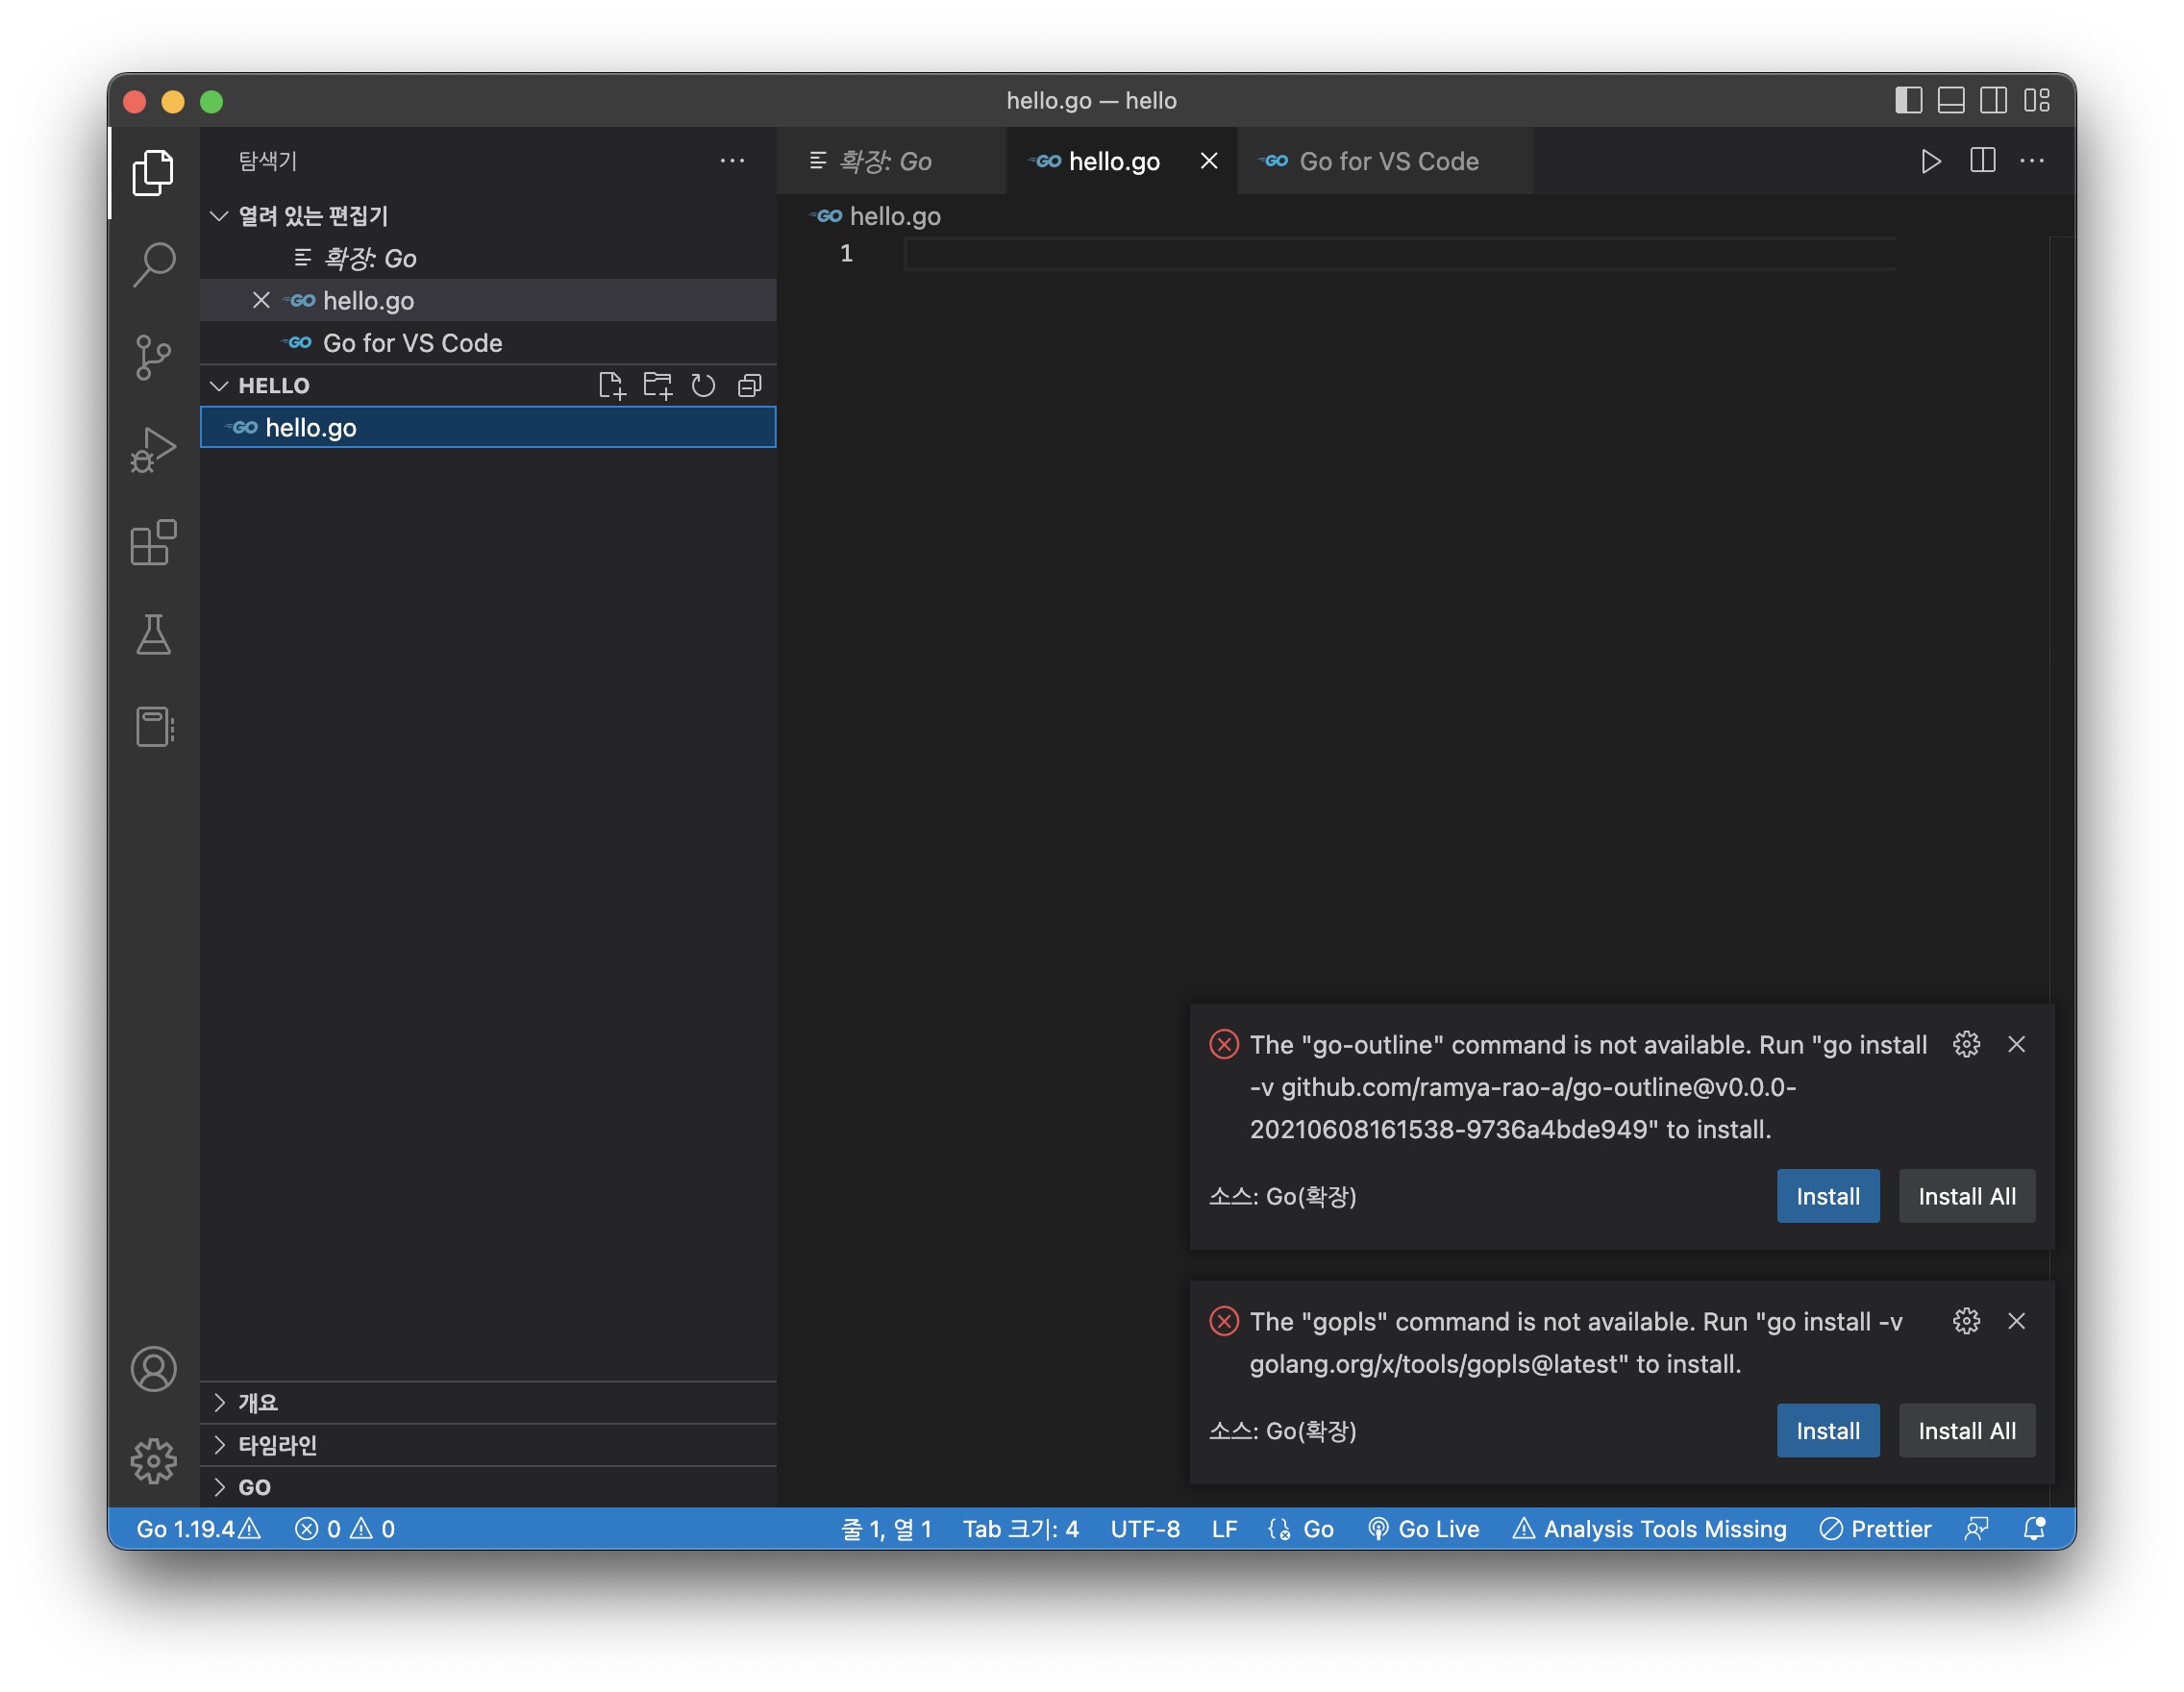 hello.go — hello
탐색기
열려 있는 편집기
확장: Go
GO hello.go
GO Go for VS Code
HELLO
GO hello.go
개요
타임라인
GO
확장: Go
GO hello.go
GO Go for VS Code
GO hello.go
1
The "go-outline" command is not available. Run "go install
-v github.com/ramya-rao-a/go-outline@v0.0.0-
20210608161538-9736a4bde949" to install.
소스: Go(확장)
Install
Install All
The "gopls" command is not available. Run "go install -v
golang.org/x/tools/gopls@latest" to install.
소스: Go(확장)
Install
Install All
Go 1.19.4
0
0
줄 1, 열 1
Tab 크기: 4
UTF-8
LF
Go
Go Live
Analysis Tools Missing
Prettier